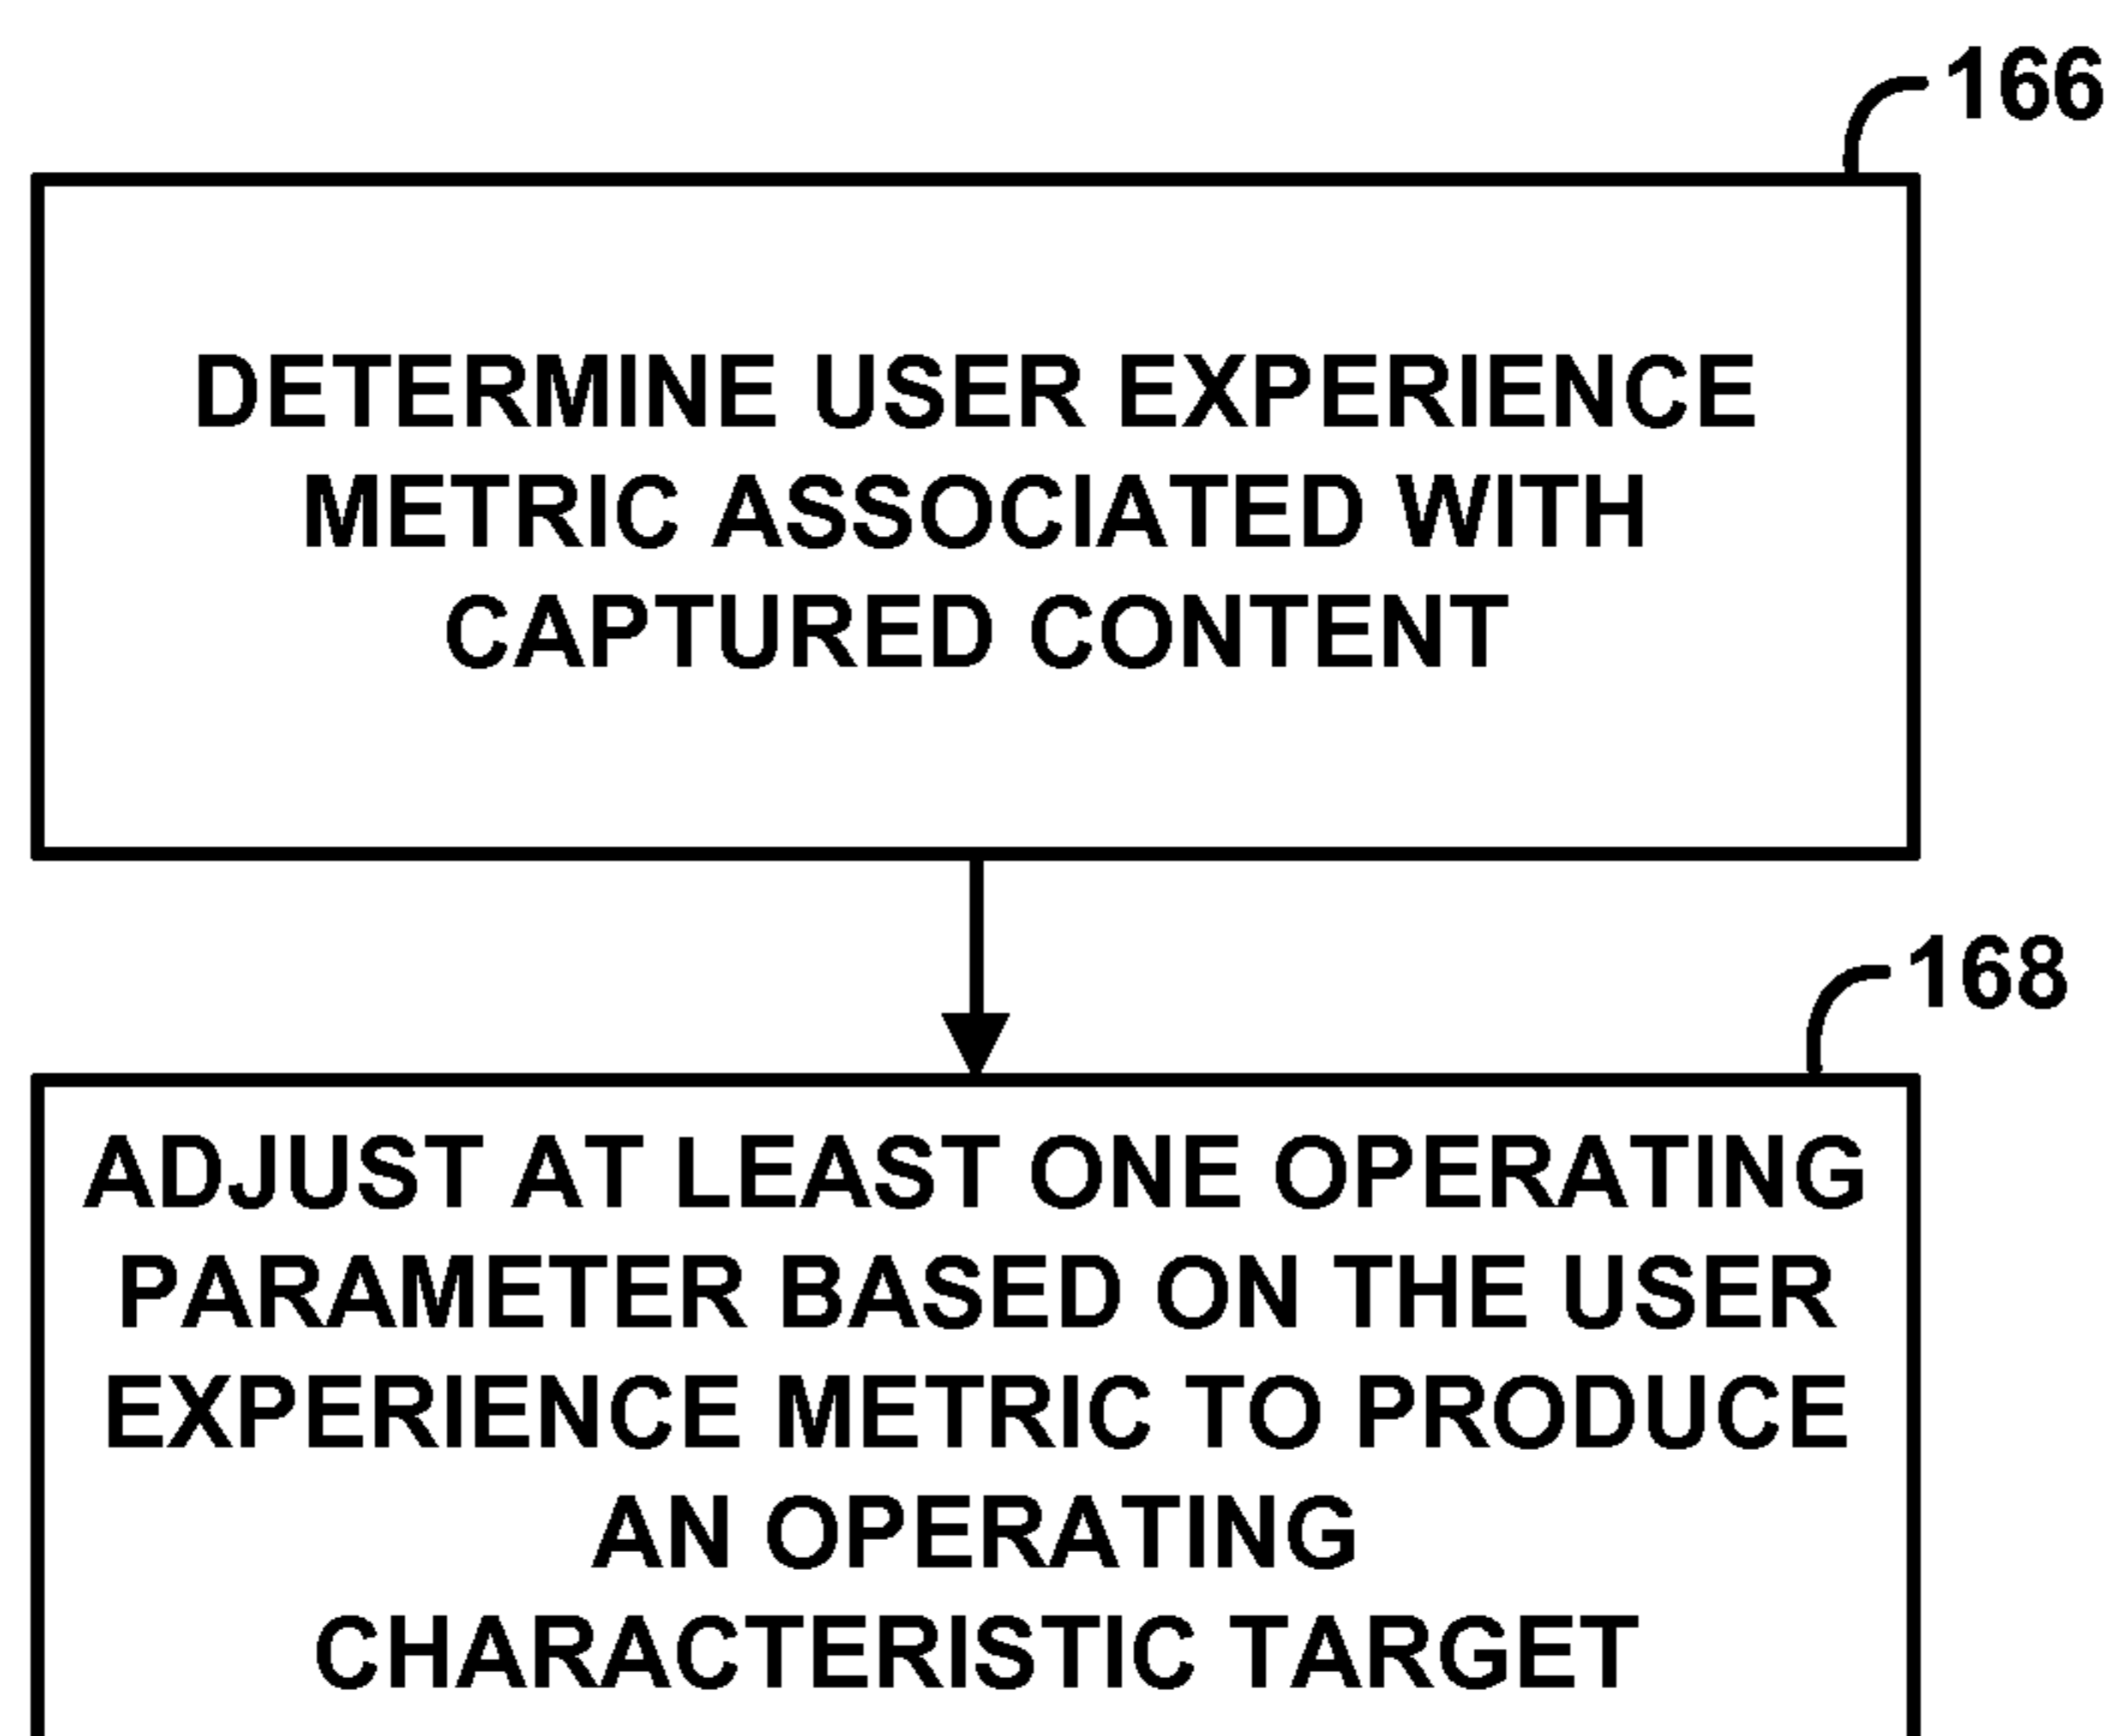 166
DETERMINE USER EXPERIENCE
METRIC ASSOCIATED WITH
CAPTURED CONTENT
168
ADJUST AT LEAST ONE OPERATING
PARAMETER BASED ON THE USER
EXPERIENCE METRIC TO PRODUCE
AN OPERATING
CHARACTERISTIC TARGET